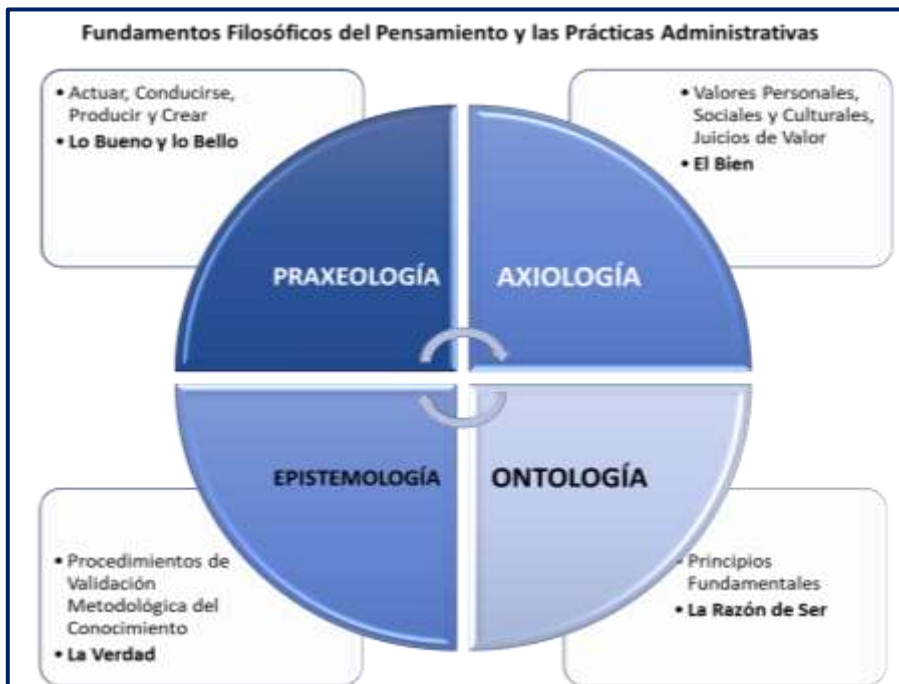 Fundamentos Filosóficos del Pensamiento y las Prácticas Administrativas
• Actuar, Conducirse,
Producir y Crear
• Lo Bueno y lo Bello
• Valores Personales,
Sociales y Culturales,
Juicios de Valor
• El Bien
PRAXEOLOGÍA
AXIOLOGÍA
EPISTEMOLOGÍA
ONTOLOGÍA
• Procedimientos de
Validación
Metodológica del
Conocimiento
• La Verdad
• Principios
Fundamentales
• La Razón de Ser